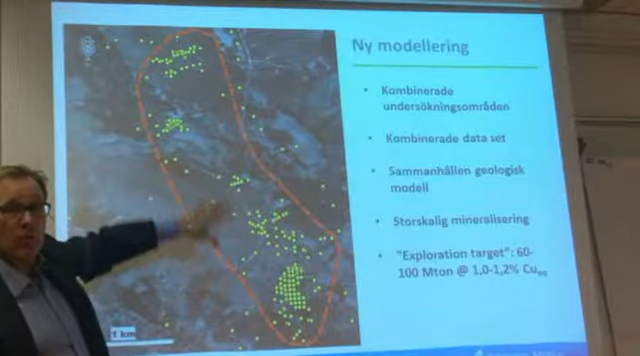 Ny modellering
• Kombinerade
undersökningsområden
• Kombinerade data set
• Sammanhållen geologisk
modell
• Storskalig mineralisering
• "Exploration target": 60-
100 Mton @ 1,0-1,2% Cueq
1 km